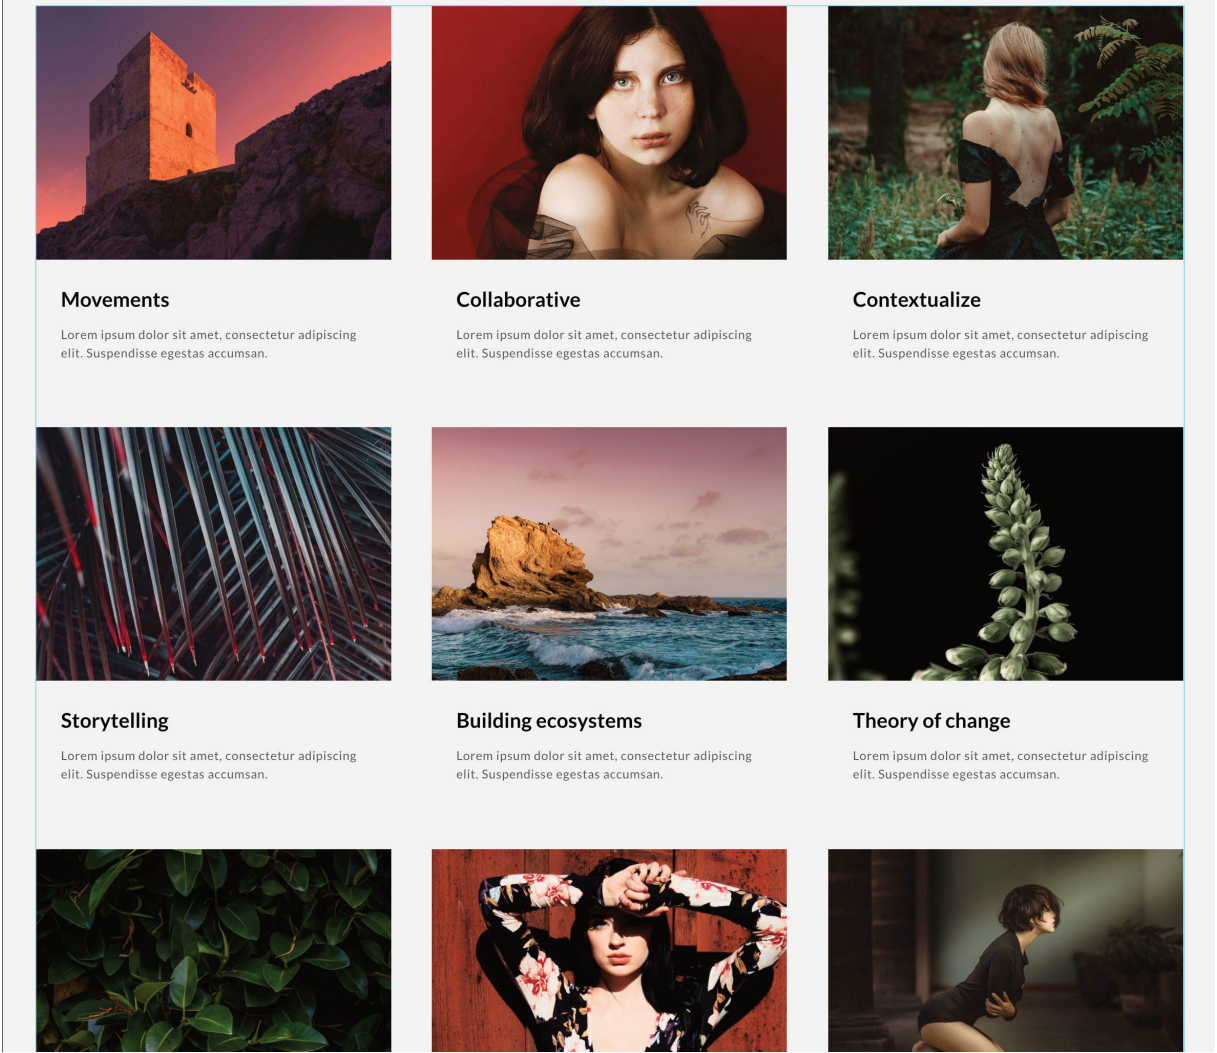 Movements
Lorem ipsum dolor sit amet, consectetur adipiscing
elit. Suspendisse egestas accumsan.
Collaborative
Lorem ipsum dolor sit amet, consectetur adipiscing
elit. Suspendisse egestas accumsan.
Contextualize
Lorem ipsum dolor sit amet, consectetur adipiscing
elit. Suspendisse egestas accumsan.
Storytelling
Lorem ipsum dolor sit amet, consectetur adipiscing
elit. Suspendisse egestas accumsan.
Building ecosystems
Lorem ipsum dolor sit amet, consectetur adipiscing
elit. Suspendisse egestas accumsan.
Theory of change
Lorem ipsum dolor sit amet, consectetur adipiscing
elit. Suspendisse egestas accumsan.